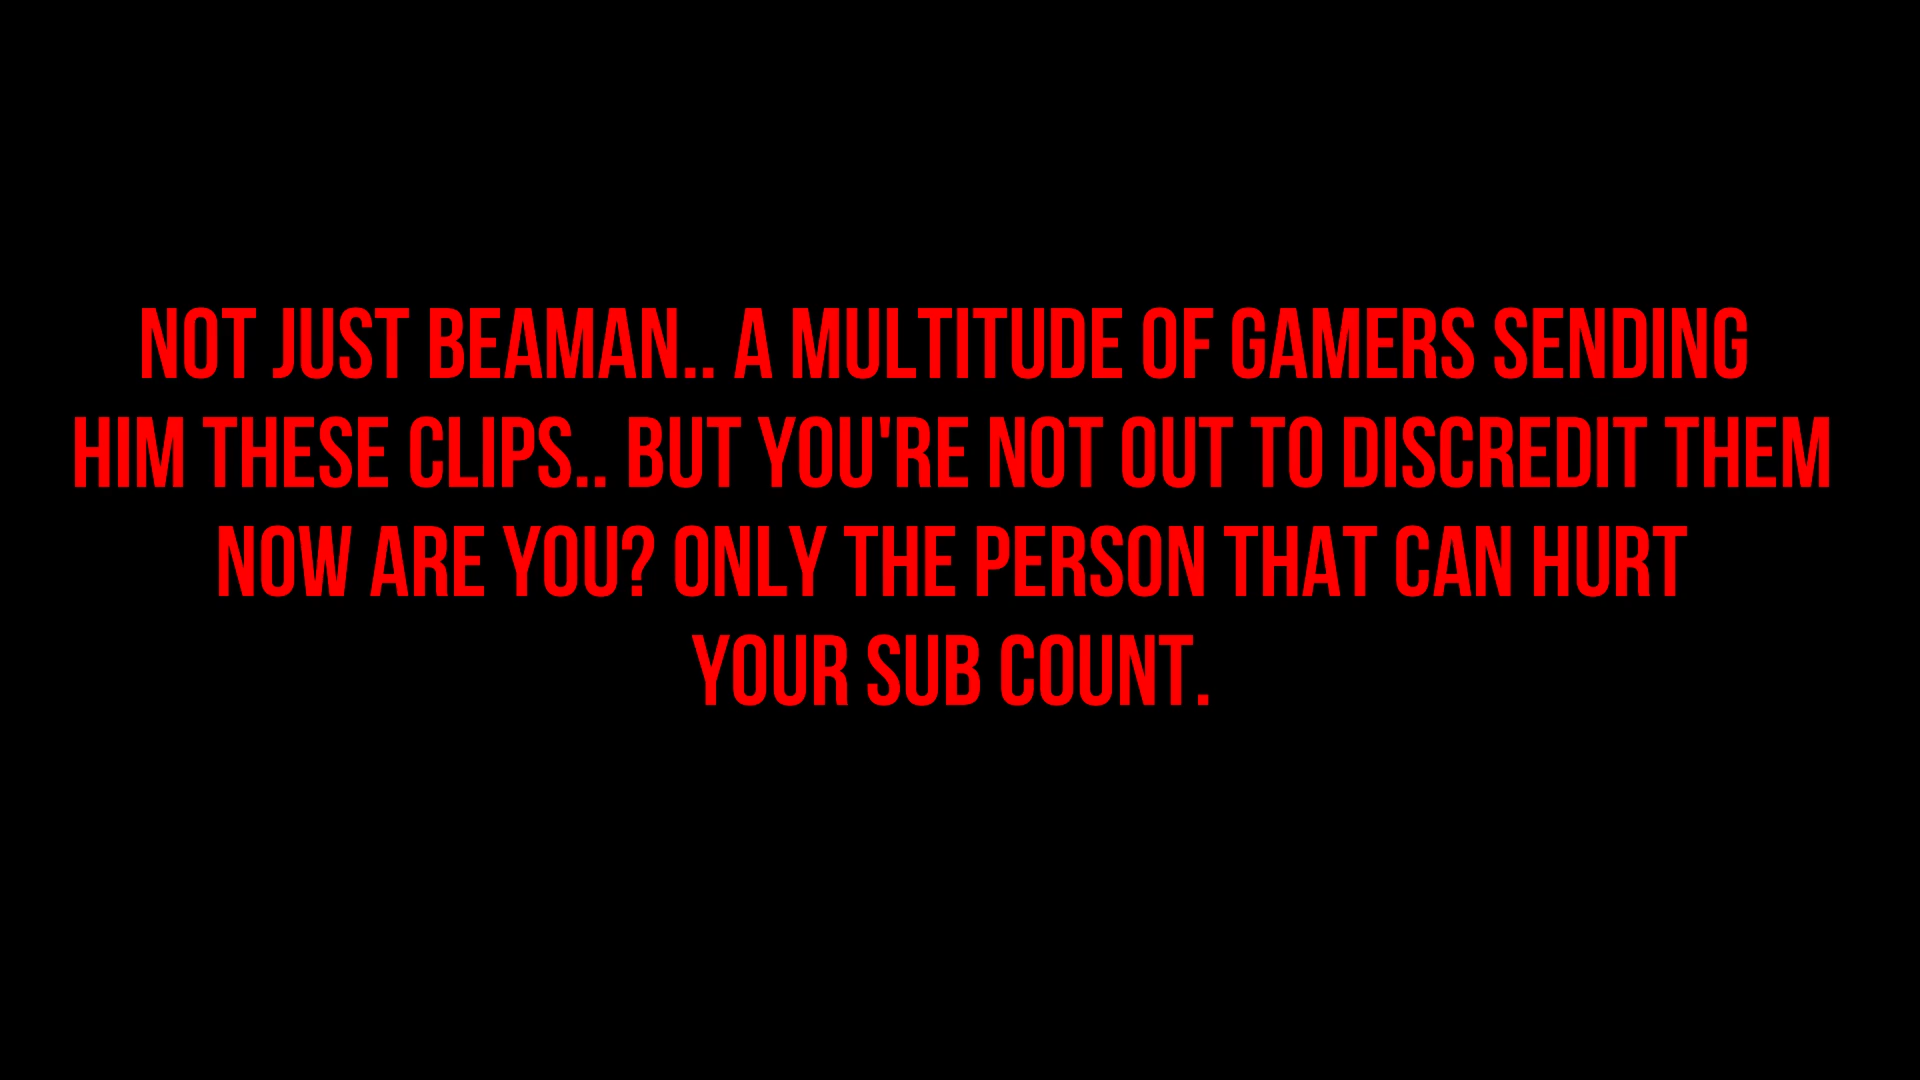 NOT JUST BEAMAN.. A MULTITUDE OF GAMERS SENDING
HIM THESE CLIPS.. BUT YOU'RE NOT OUT TO DISCREDIT THEM
NOW ARE YOU? ONLY THE PERSON THAT CAN HURT
YOUR SUB COUNT.